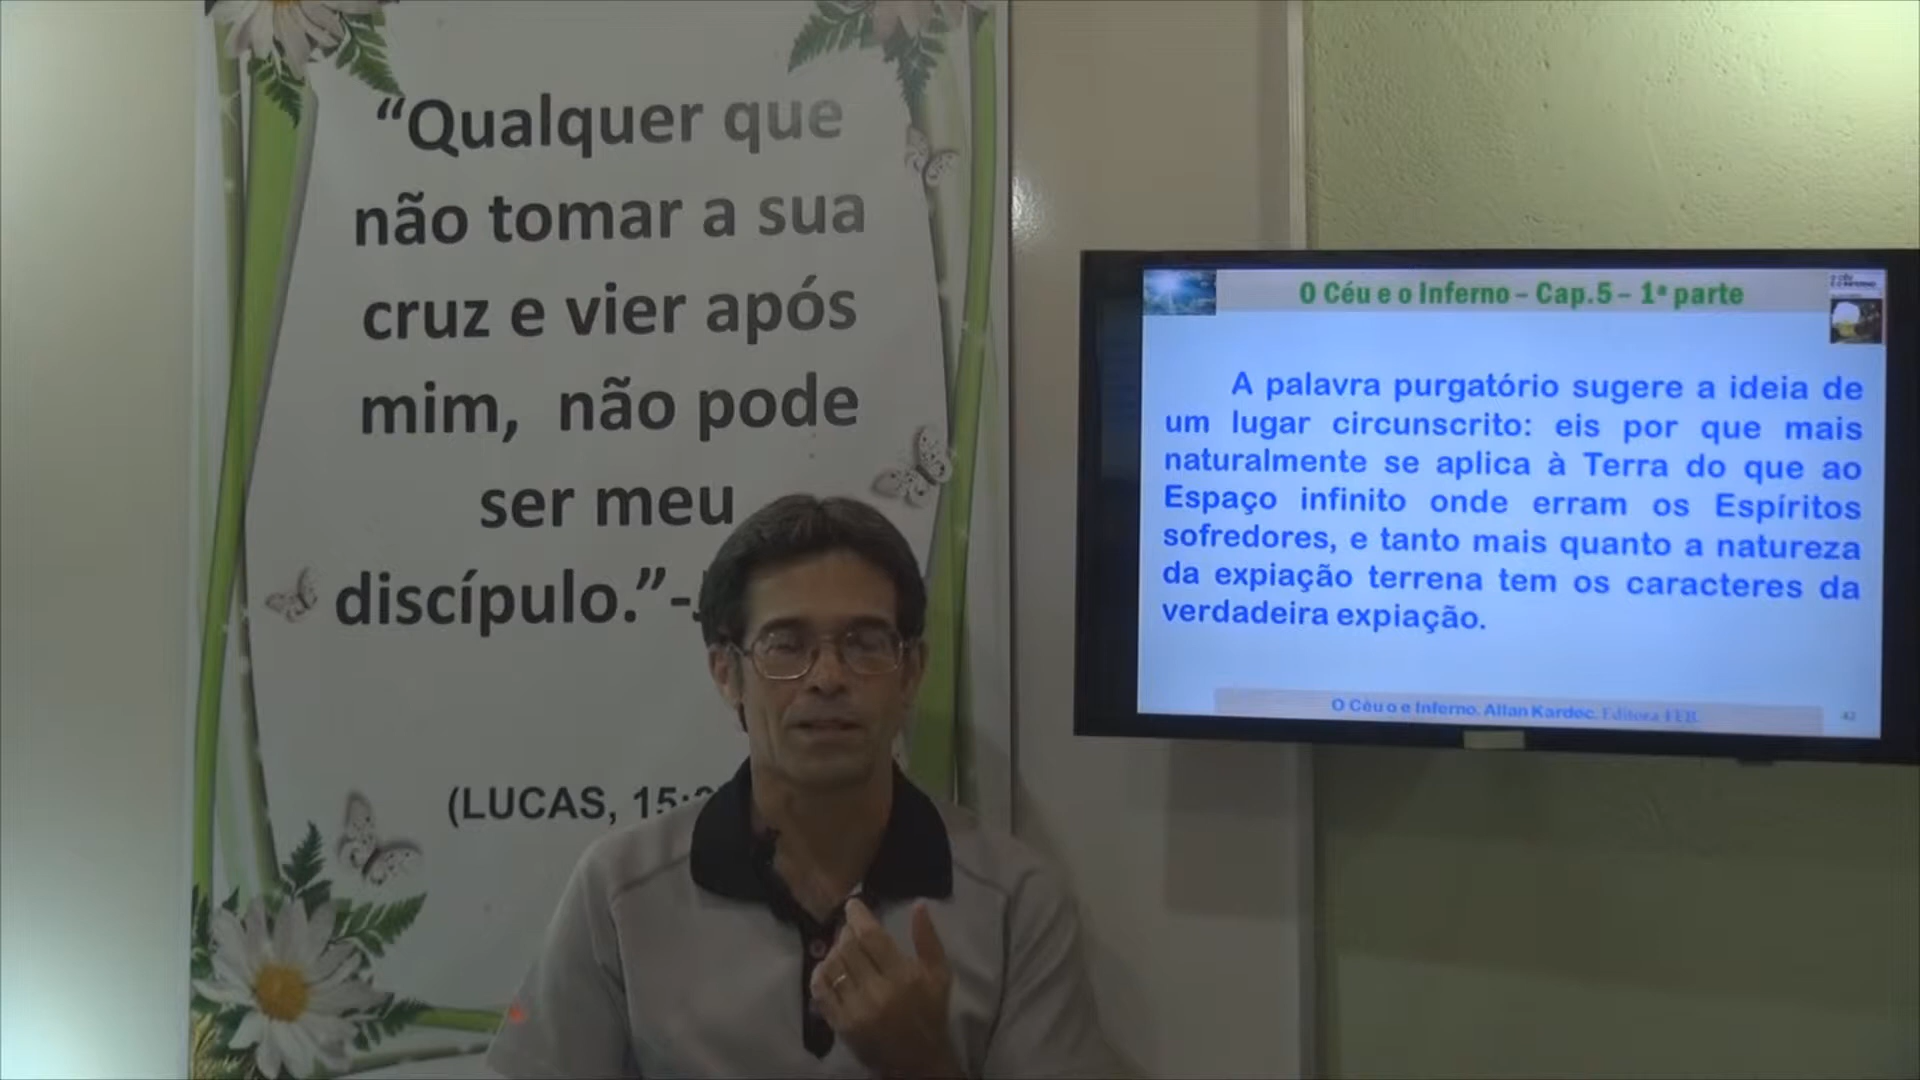 “Qualquer que
não tomar a sua
cruz e vier após
mim, não pode
ser meu
discípulo.”-
(LUCAS, 15:
O Céu e o Inferno – Cap.5 – 1ª parte
A palavra purgatório sugere a ideia de
um lugar circunscrito: eis por que mais
naturalmente se aplica à Terra do que ao
Espaço infinito onde erram os Espíritos
sofredores, e tanto mais quanto a natureza
da expiação terrena tem os caracteres da
verdadeira expiação.
O Céu o e Inferno. Allan Kardec. Editora FEB.
42